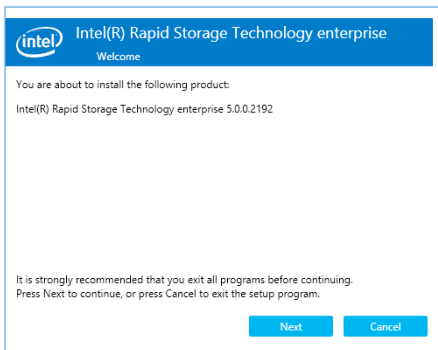 intel
Intel(R) Rapid Storage Technology enterprise
Welcome
You are about to install the following product:
Intel(R) Rapid Storage Technology enterprise 5.0.0.2192
It is strongly recommended that you exit all programs before continuing.
Press Next to continue, or press Cancel to exit the setup program.
Next Cancel